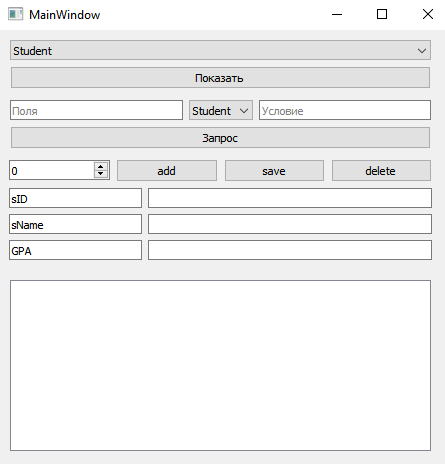 MainWindow
Student
Показать
Поля Student Условие
Запрос
0 add save delete
sID
sName
GPA